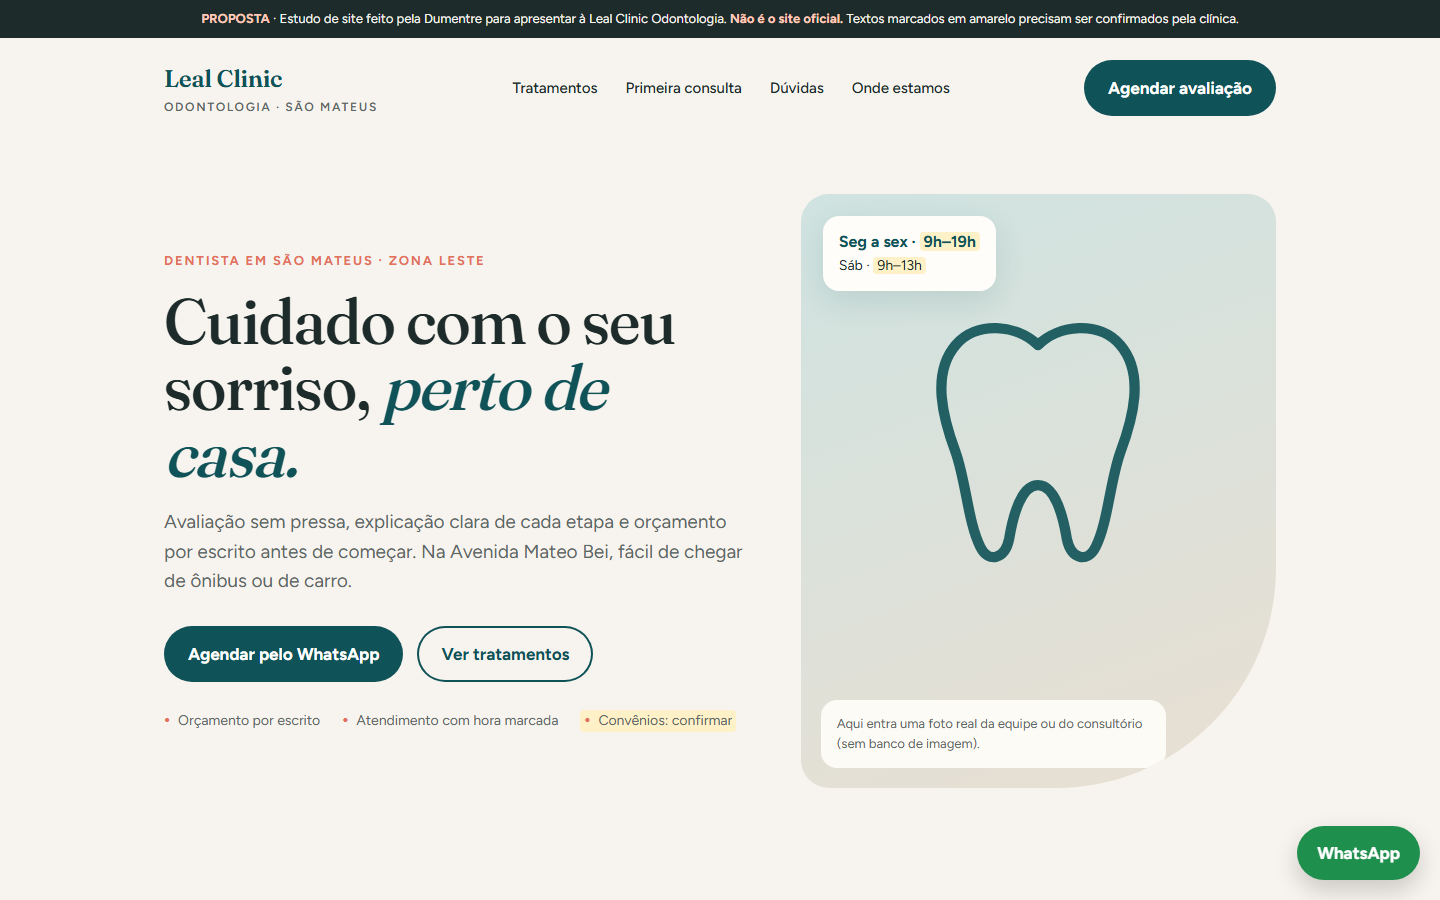 PROPOSTA · Estudo de site feito pela Dumentre para apresentar à Leal Clinic Odontologia. Não é o site oficial. Textos marcados em amarelo precisam ser confirmados pela clínica.
Leal Clinic
ODONTOLOGIA · SÃO MATEUS
Tratamentos
Primeira consulta
Dúvidas
Onde estamos
Agendar avaliação
DENTISTA EM SÃO MATEUS · ZONA LESTE
Cuidado com o seu
sorriso, perto de
casa.
Avaliação sem pressa, explicação clara de cada etapa e orçamento
por escrito antes de começar. Na Avenida Mateo Bei, fácil de chegar
de ônibus ou de carro.
Agendar pelo WhatsApp
Ver tratamentos
• Orçamento por escrito
• Atendimento com hora marcada
• Convênios: confirmar
Seg a sex · 9h–19h
Sáb · 9h–13h
Aqui entra uma foto real da equipe ou do consultório
(sem banco de imagem).
WhatsApp